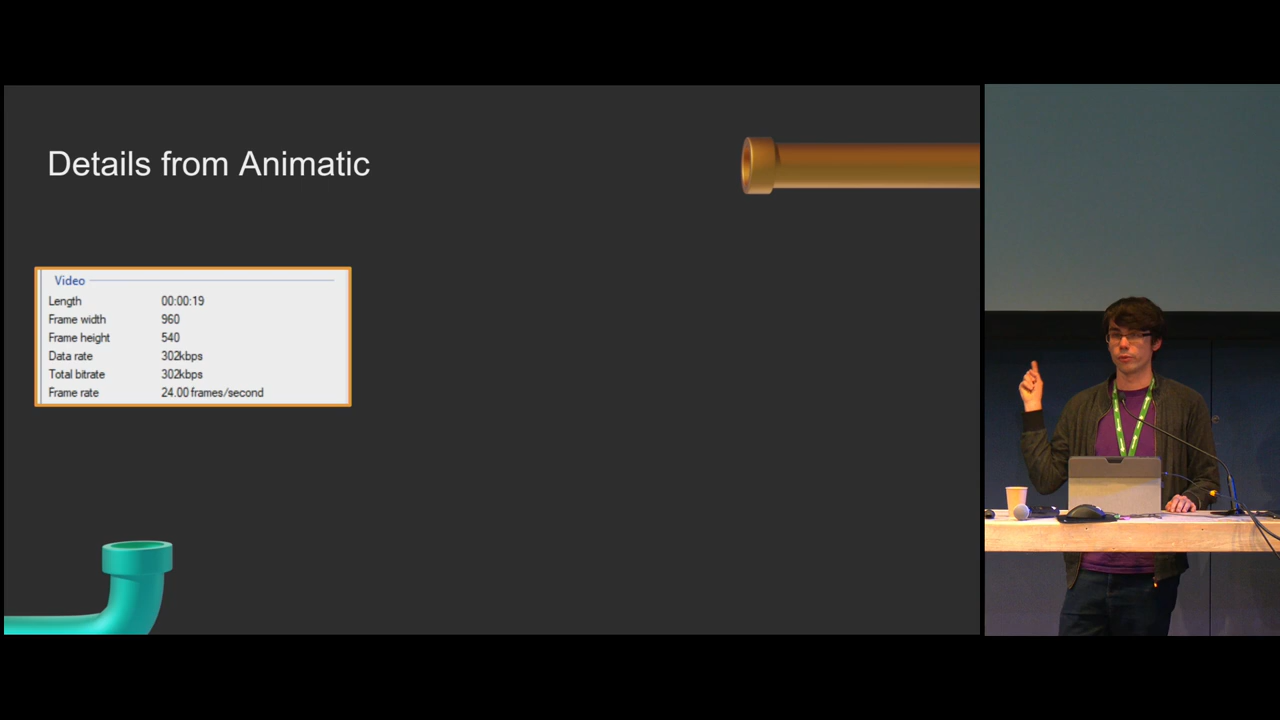 Details from Animatic
Video
Length 00:00:19
Frame width 960
Frame height 540
Data rate 302kbps
Total bitrate 302kbps
Frame rate 24.00 frames/second